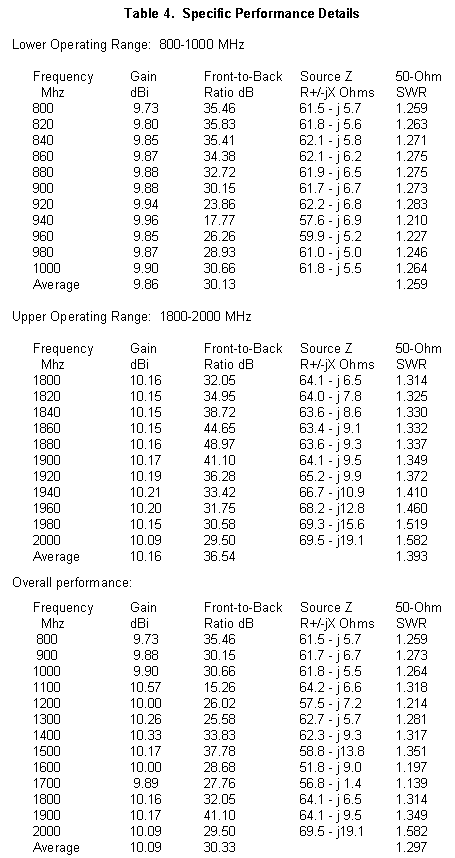 Table 4.  Specific Performance Details
Lower Operating Range:  800-1000 MHz
Frequency Gain Front-to-Back Source Z 50-Ohm
Mhz dBi Ratio dB R+/-jX Ohms SWR
800 9.73 35.46 61.5 - j 5.7 1.259
820 9.80 35.83 61.8 - j 5.6 1.263
840 9.85 35.41 62.1 - j 5.8 1.271
860 9.87 34.38 62.1 - j 6.2 1.275
880 9.88 32.72 61.9 - j 6.5 1.275
900 9.88 30.15 61.7 - j 6.7 1.273
920 9.94 23.86 62.2 - j 6.8 1.283
940 9.96 17.77 57.6 - j 6.9 1.210
960 9.85 26.26 59.9 - j 5.2 1.227
980 9.87 28.93 61.0 - j 5.0 1.246
1000 9.90 30.66 61.8 - j 5.5 1.264
Average 9.86 30.13 1.259
Upper Operating Range:  1800-2000 MHz
Frequency Gain Front-to-Back Source Z 50-Ohm
Mhz dBi Ratio dB R+/-jX Ohms SWR
1800 10.16 32.05 64.1 - j 6.5 1.314
1820 10.15 34.95 64.0 - j 7.8 1.325
1840 10.15 38.72 63.6 - j 8.6 1.330
1860 10.15 44.65 63.4 - j 9.1 1.332
1880 10.16 48.97 63.6 - j 9.3 1.337
1900 10.17 41.10 64.1 - j 9.5 1.349
1920 10.19 36.28 65.2 - j 9.9 1.372
1940 10.21 33.42 66.7 - j10.9 1.410
1960 10.20 31.75 68.2 - j12.8 1.460
1980 10.15 30.58 69.3 - j15.6 1.519
2000 10.09 29.50 69.5 - j19.1 1.582
Average 10.16 36.54 1.393
Overall performance:
Frequency Gain Front-to-Back Source Z 50-Ohm
Mhz dBi Ratio dB R+/-jX Ohms SWR
800 9.73 35.46 61.5 - j 5.7 1.259
900 9.88 30.15 61.7 - j 6.7 1.273
1000 9.90 30.66 61.8 - j 5.5 1.264
1100 10.57 15.26 64.2 - j 6.6 1.318
1200 10.00 26.02 57.5 - j 7.2 1.214
1300 10.26 25.58 62.7 - j 5.7 1.281
1400 10.33 33.83 62.3 - j 9.3 1.317
1500 10.17 37.78 58.8 - j13.8 1.351
1600 10.00 28.68 51.8 - j 9.0 1.197
1700 9.89 27.76 56.8 - j 1.4 1.139
1800 10.16 32.05 64.1 - j 6.5 1.314
1900 10.17 41.10 64.1 - j 9.5 1.349
2000 10.09 29.50 69.5 - j19.1 1.582
Average 10.09 30.33 1.297